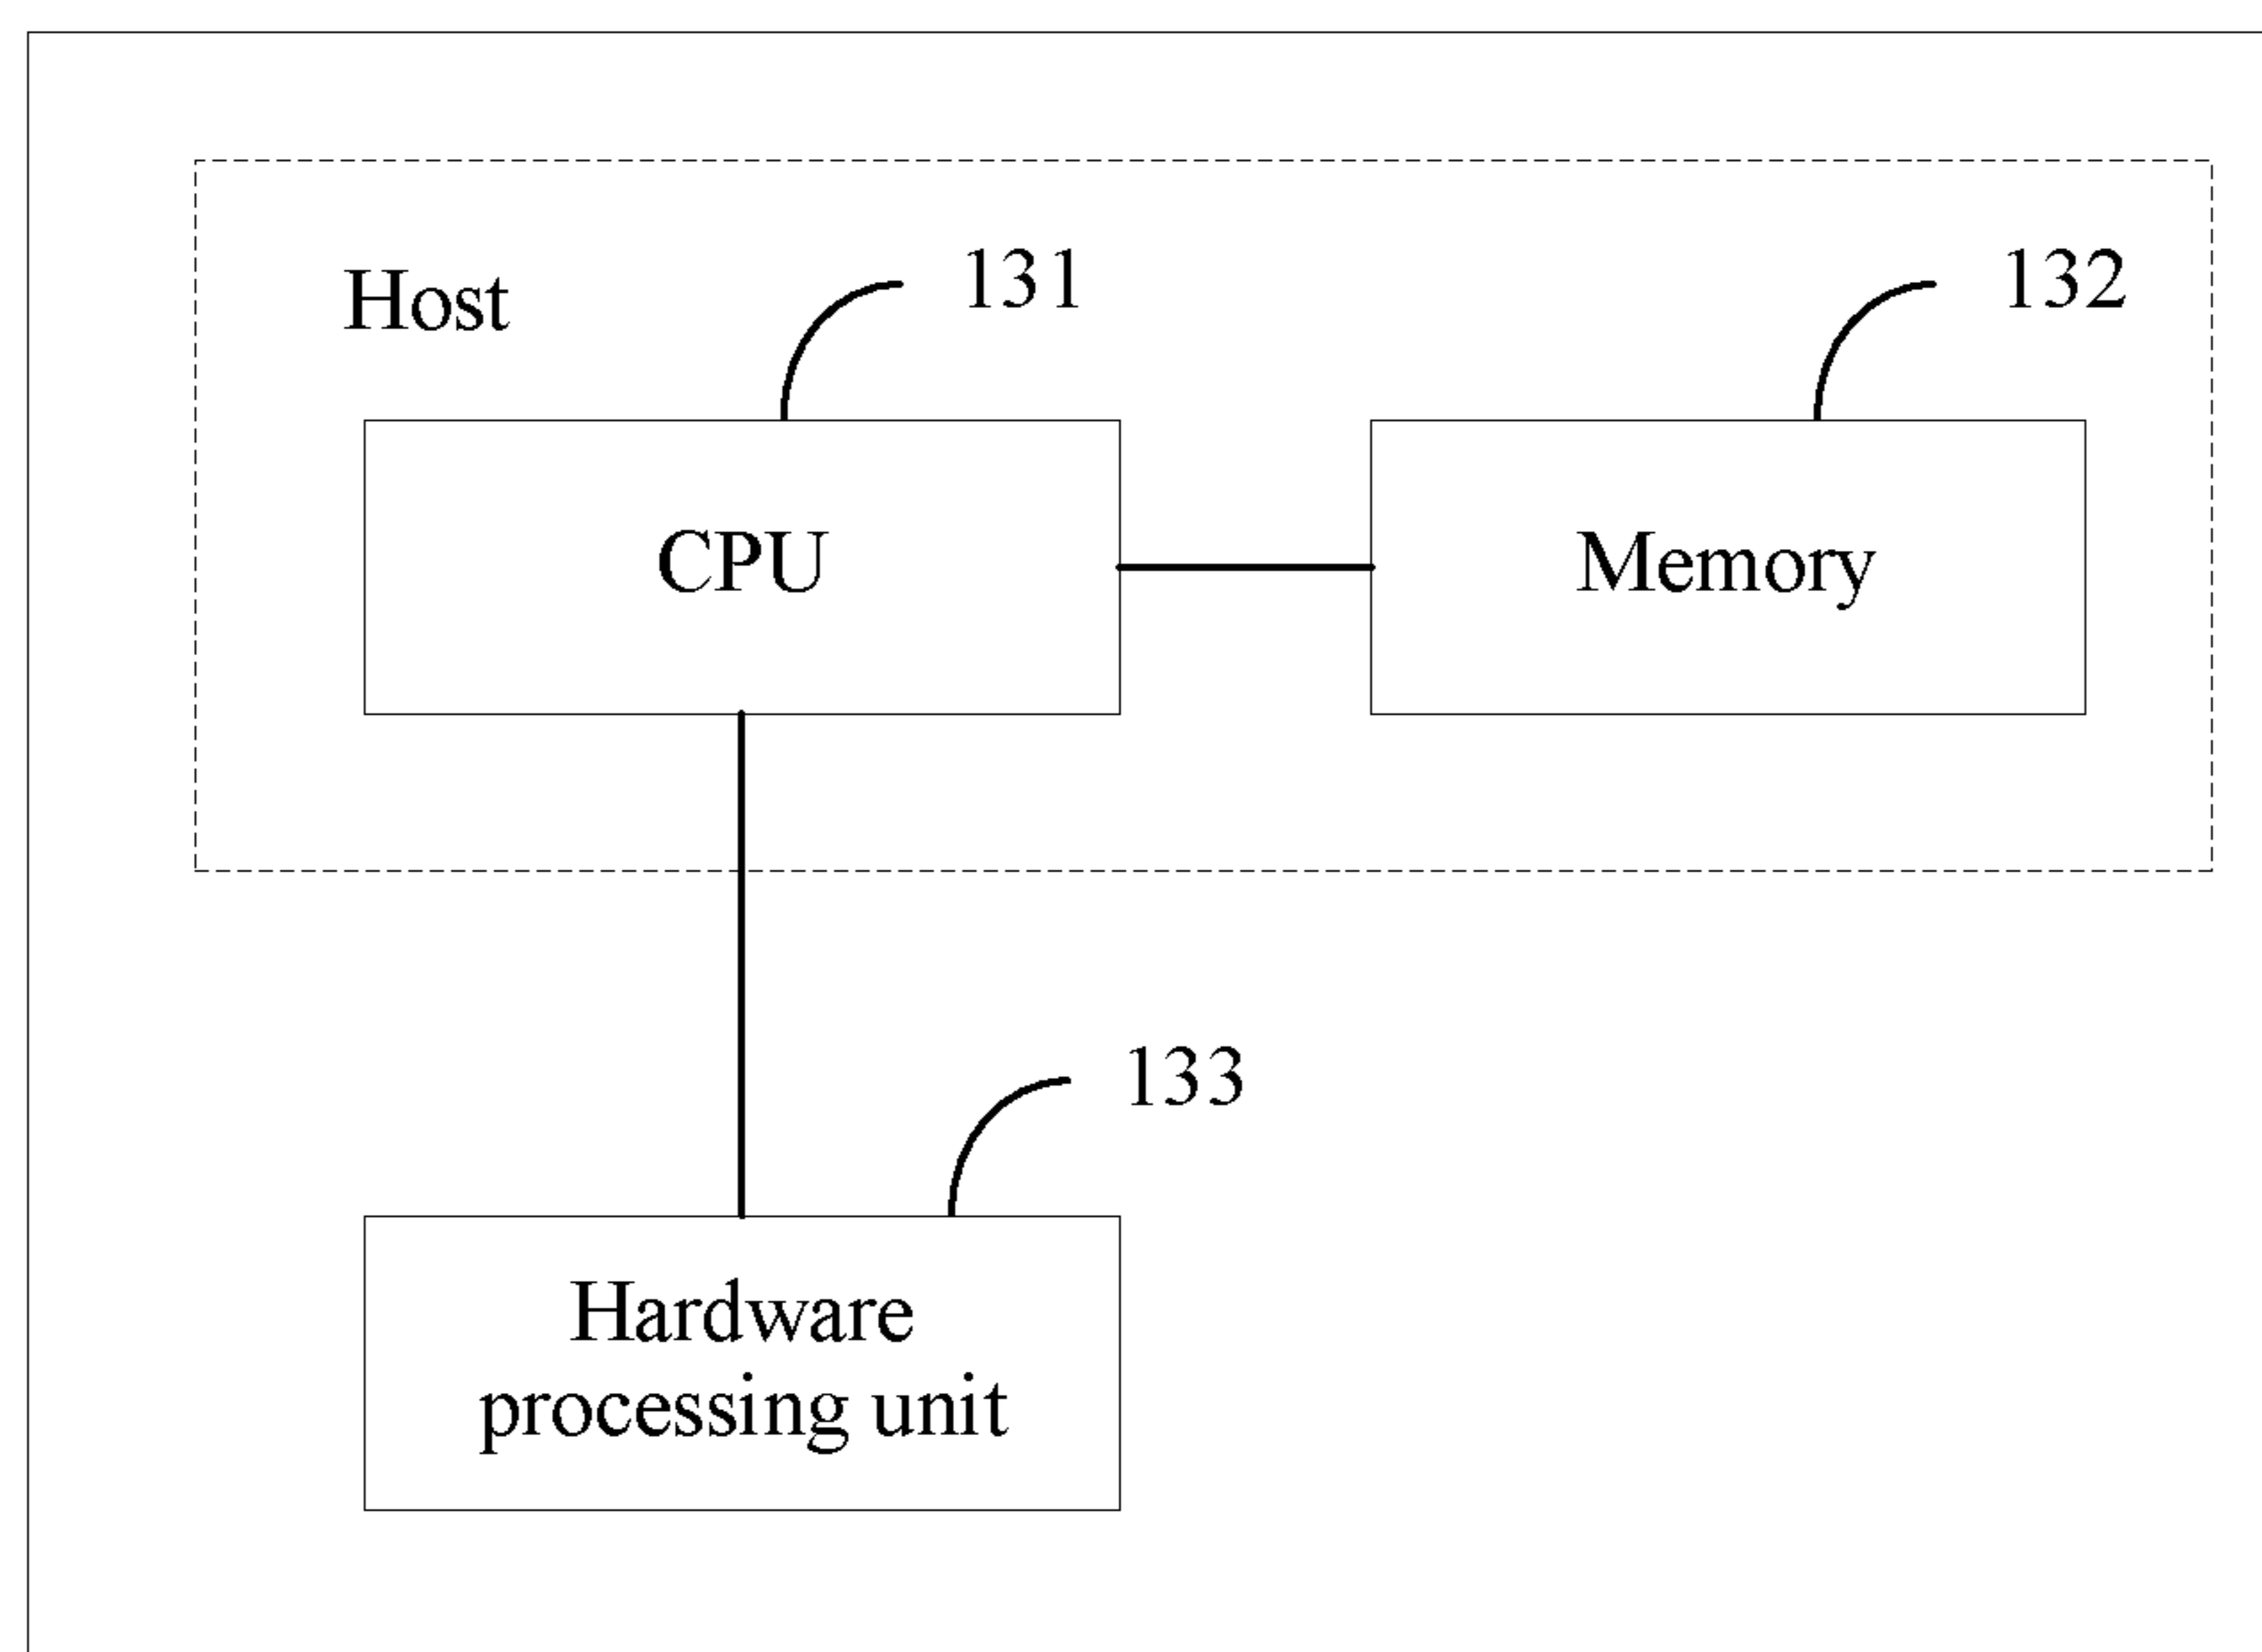 Host
131
132
CPU
Memory
133
Hardware
processing unit